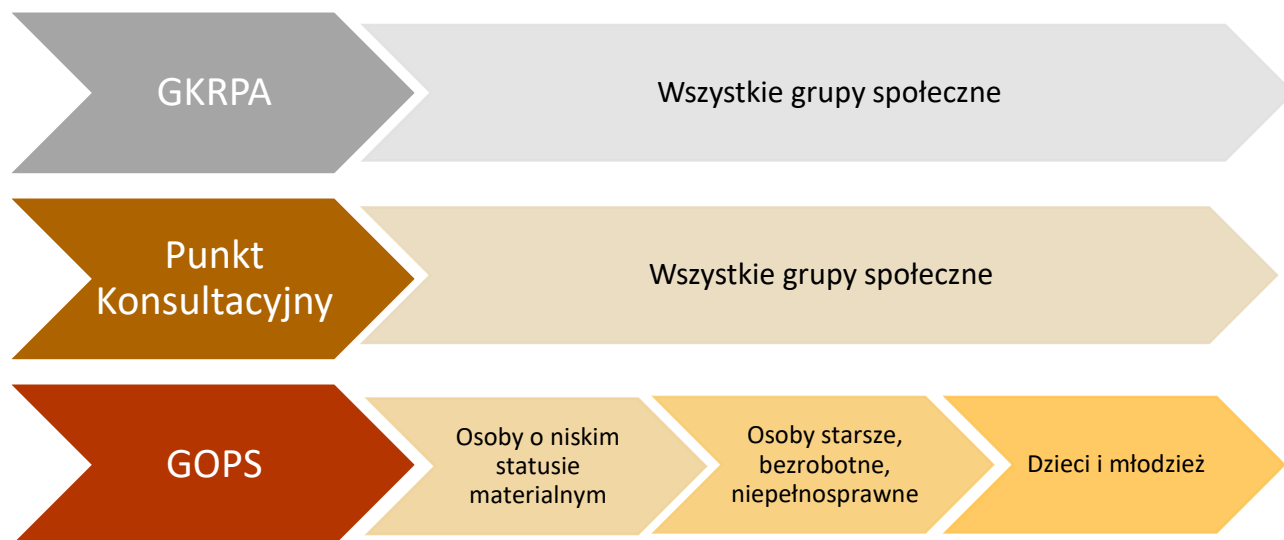 GKRPA
Wszystkie grupy społeczne
Punkt
Konsultacyjny
Wszystkie grupy społeczne
GOPS
Osoby o niskim
statusie
materialnym
Osoby starsze,
bezrobotne,
niepełnosprawne
Dzieci i młodzież